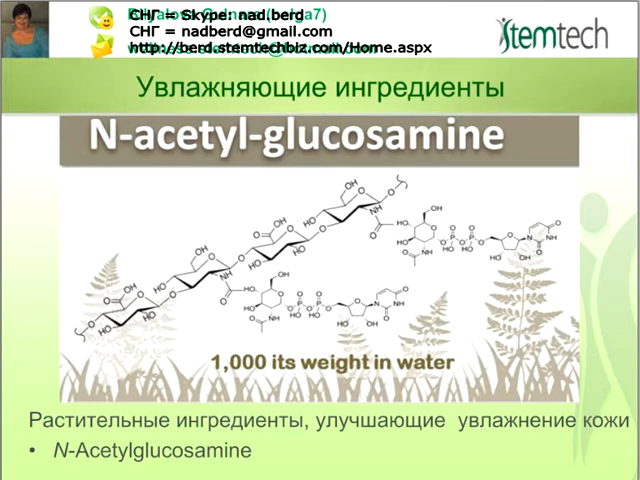 СНГ = Skype: nad.berg
СНГ = nadberd@gmail.com
http://berd.stemtechbiz.com/Home.aspx
stemtech
Увлажняющие ингредиенты
N-acetyl-glucosamine
1,000 its weight in water
Растительные ингредиенты, улучшающие увлажнение кожи
• N-Acetylglucosamine